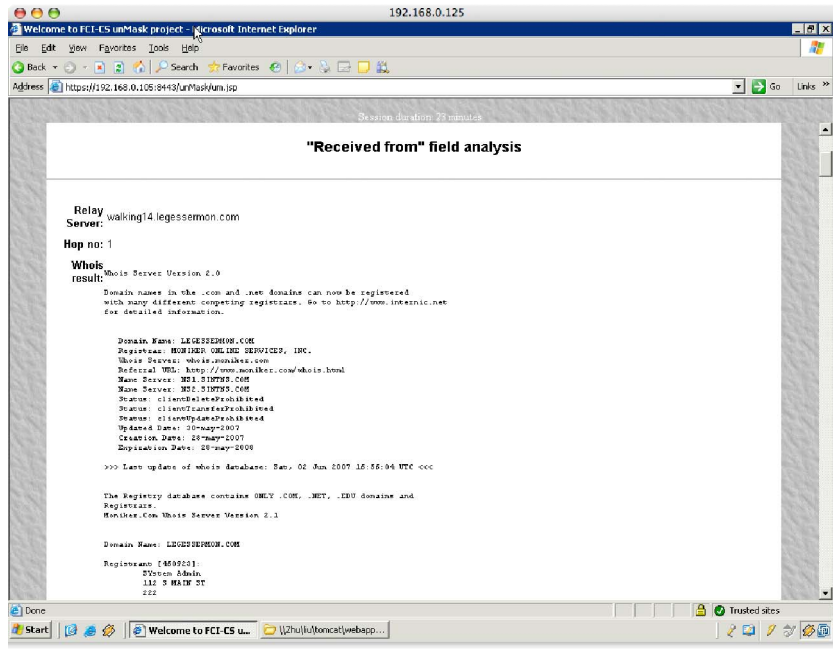 192.168.0.125
Welcome to FCI-CS unMask project - Microsoft Internet Explorer
File Edit View Favorites Tools Help
Back Search Favorites
Address https://192.168.0.105:8443/unMask/um.jsp Go Links »
Session duration: 23 minutes
"Received from" field analysis
Relay Server: walking14.legessermon.com
Hop no: 1
Whois result: Whois Server Version 2.0
Domain names in the .com and .net domains can now be registered
with many different competing registrars. Go to http://www.internic.net
for detailed information.
Domain Name: LEGESSERMON.COM
Registrar: MONIKER ONLINE SERVICES, INC.
Whois Server: whois.moniker.com
Referral URL: http://www.moniker.com/whois.html
Name Server: NS1.SINTNS.COM
Name Server: NS2.SINTNS.COM
Status: clientDeleteProhibited
Status: clientTransferProhibited
Status: clientUpdateProhibited
Updated Date: 30-may-2007
Creation Date: 28-may-2007
Expiration Date: 28-may-2008
>>> Last update of whois database: Sat, 02 Jun 2007 15:56:04 UTC <<<
The Registry database contains ONLY .COM, .NET, .EDU domains and
Registrars.
Moniker.Com Whois Server Version 2.1
Domain Name: LEGESSERMON.COM
Registrant [450923]:
SYstem Admin
112 S MAIN ST
222
Done Trusted sites
Start Welcome to FCI-CS u... \\Zhu\liu\tomcat\webapp...